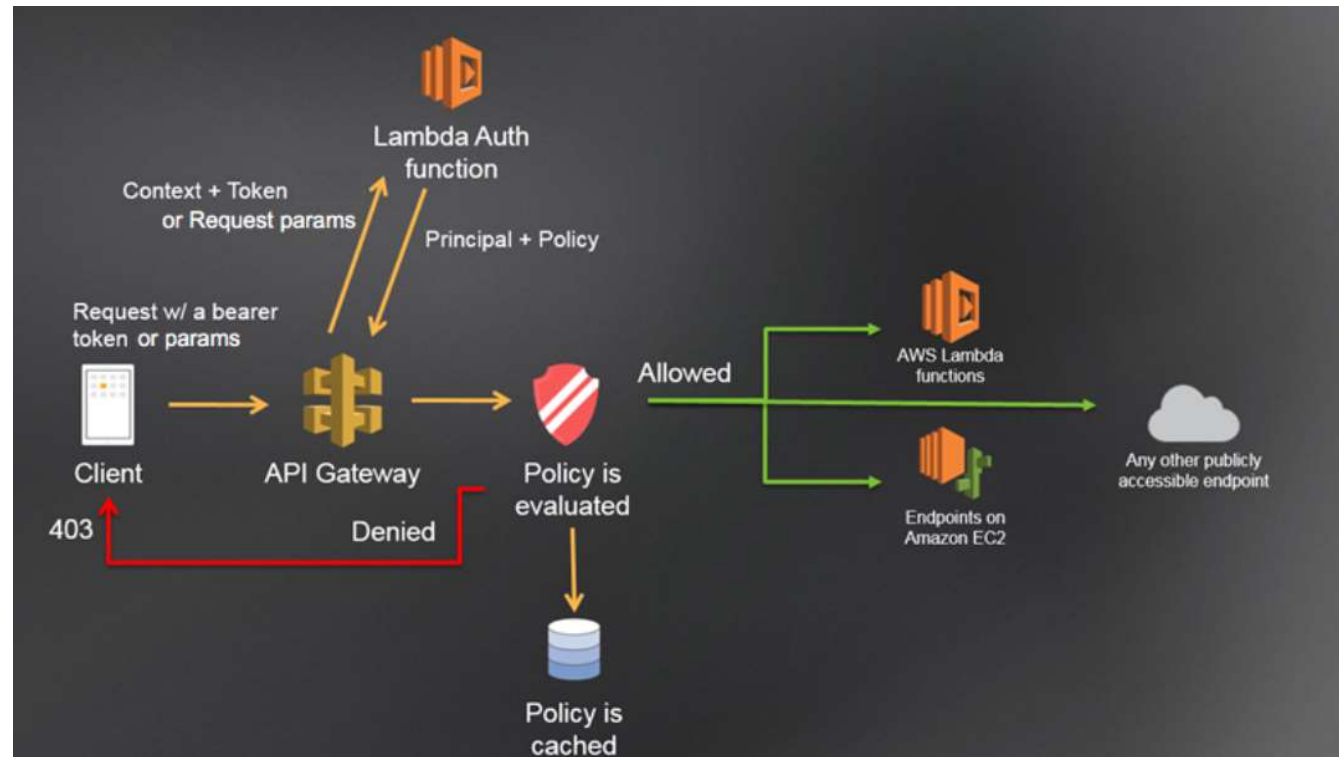 Lambda Auth
function
Context + Token
or Request params
Principal + Policy
Request w/ a bearer
token or params
Client
API Gateway
Policy is
evaluated
Allowed
AWS Lambda
functions
Endpoints on
Amazon EC2
Any other publicly
accessible endpoint
403
Denied
Policy is
cached